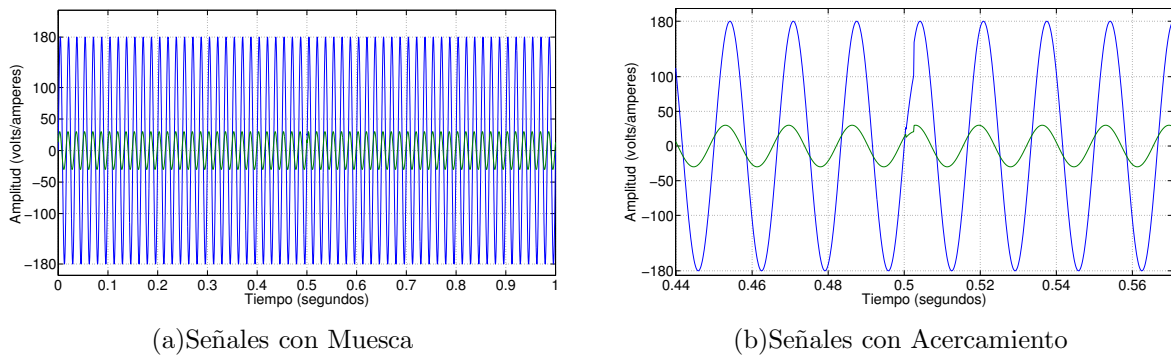 180
100
50
0
−50
−100
−180
Amplitud (volts/amperes)
0 0.1 0.2 0.3 0.4 0.5 0.6 0.7 0.8 0.9 1
Tiempo (segundos)
(a)Señales con Muesca
180
100
50
0
−50
−100
−180
Amplitud (volts/amperes)
0.44 0.46 0.48 0.5 0.52 0.54 0.56
Tiempo (segundos)
(b)Señales con Acercamiento